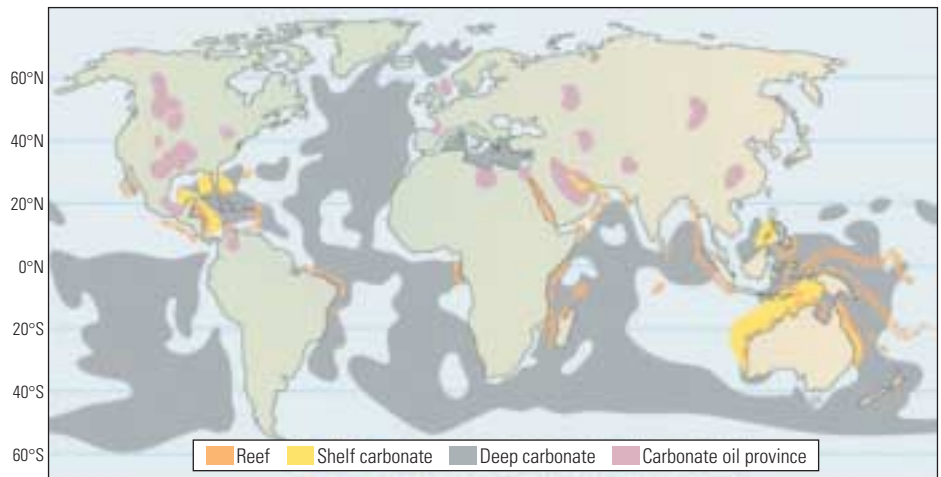 60°N
40°N
20°N
0°N
20°S
40°S
60°S
Reef Shelf carbonate Deep carbonate Carbonate oil province